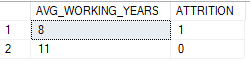 AVG_WORKING_YEARS ATTRITION
1 8 1
2 11 0